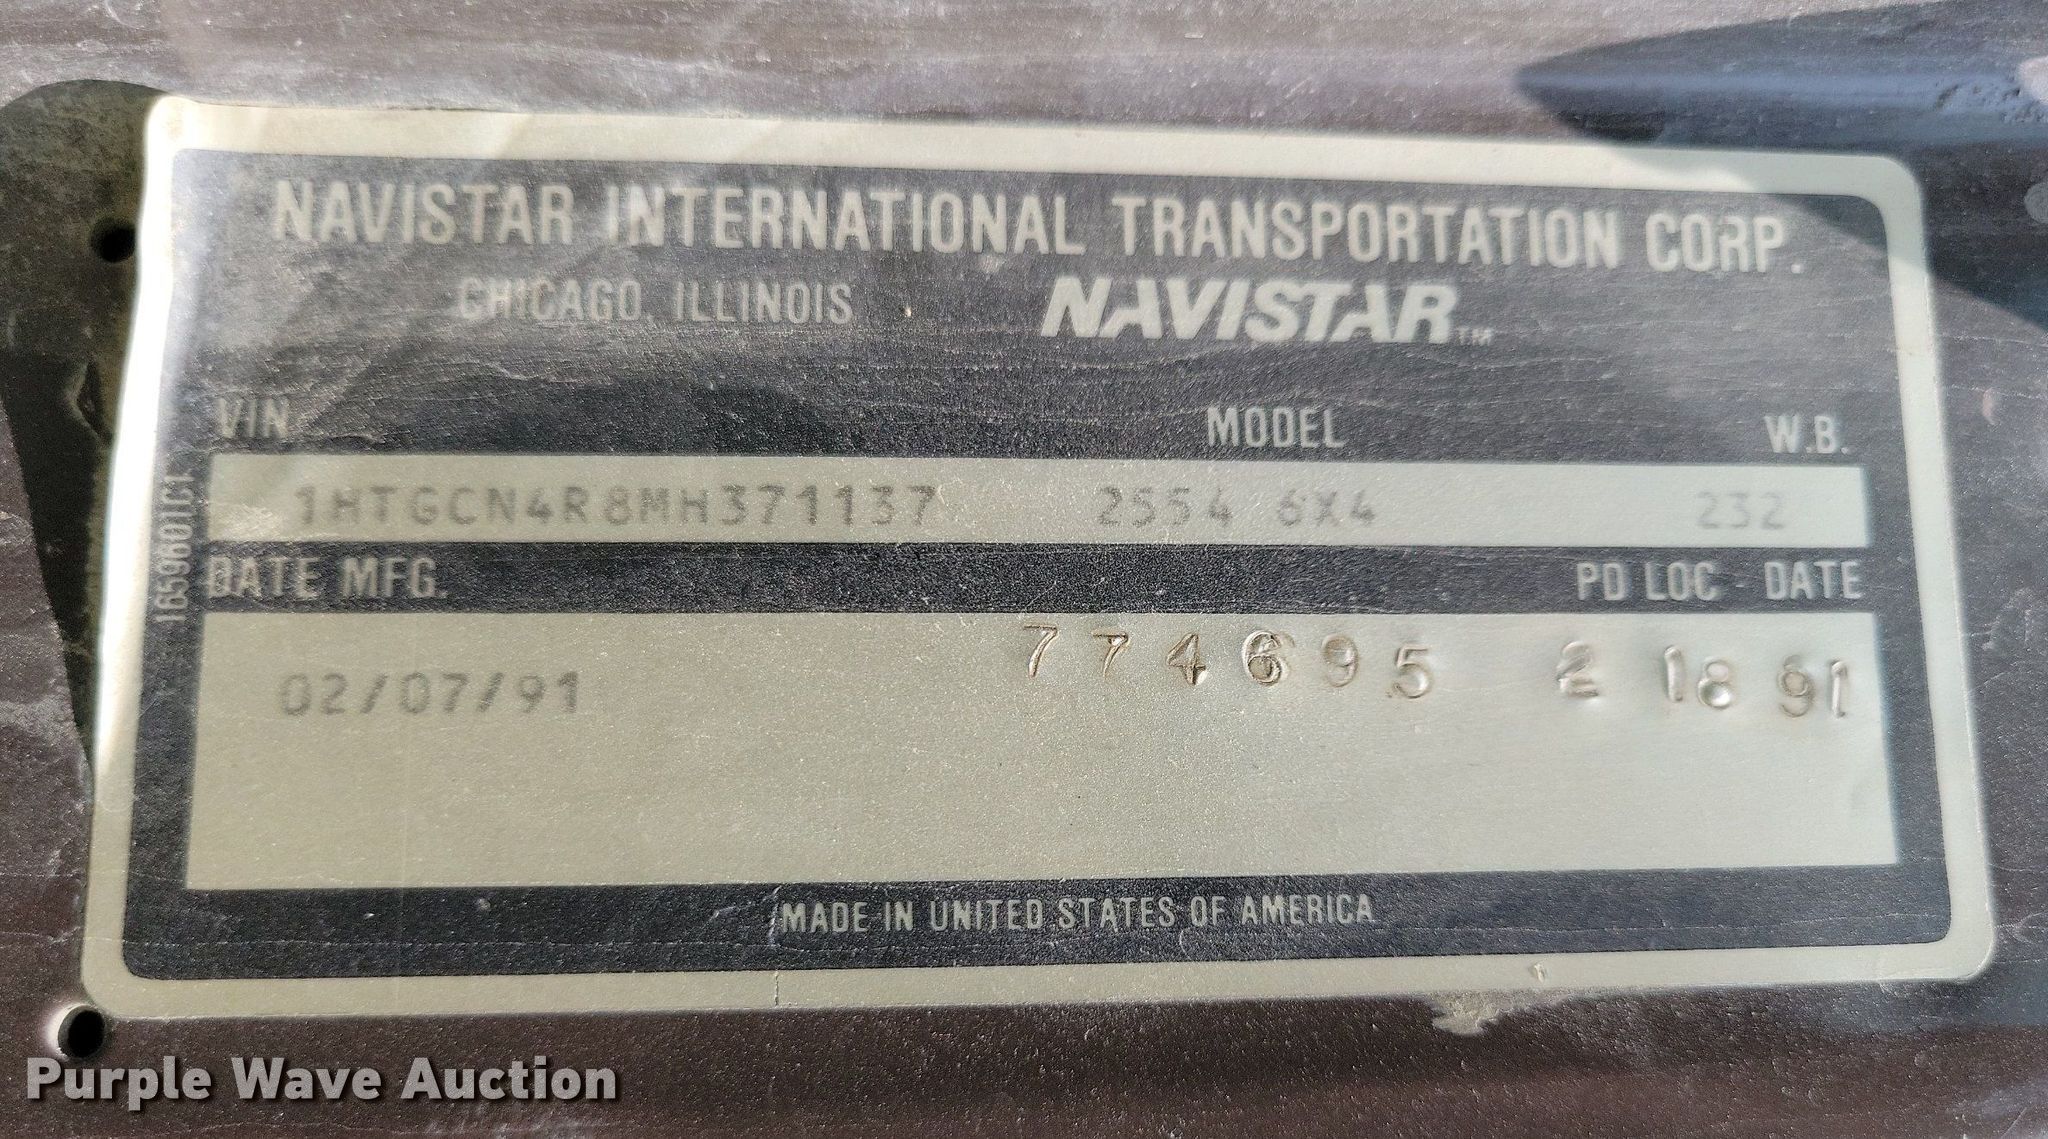 NAVISTAR INTERNATIONAL TRANSPORTATION CORP.
CHICAGO, ILLINOIS NAVISTAR™
VIN MODEL W.B.
1HTGCN4R8MH371137 2554 6X4 232
DATE MFG. PD LOC - DATE
774695 2 18 91
02/07/91
MADE IN UNITED STATES OF AMERICA
Purple Wave Auction